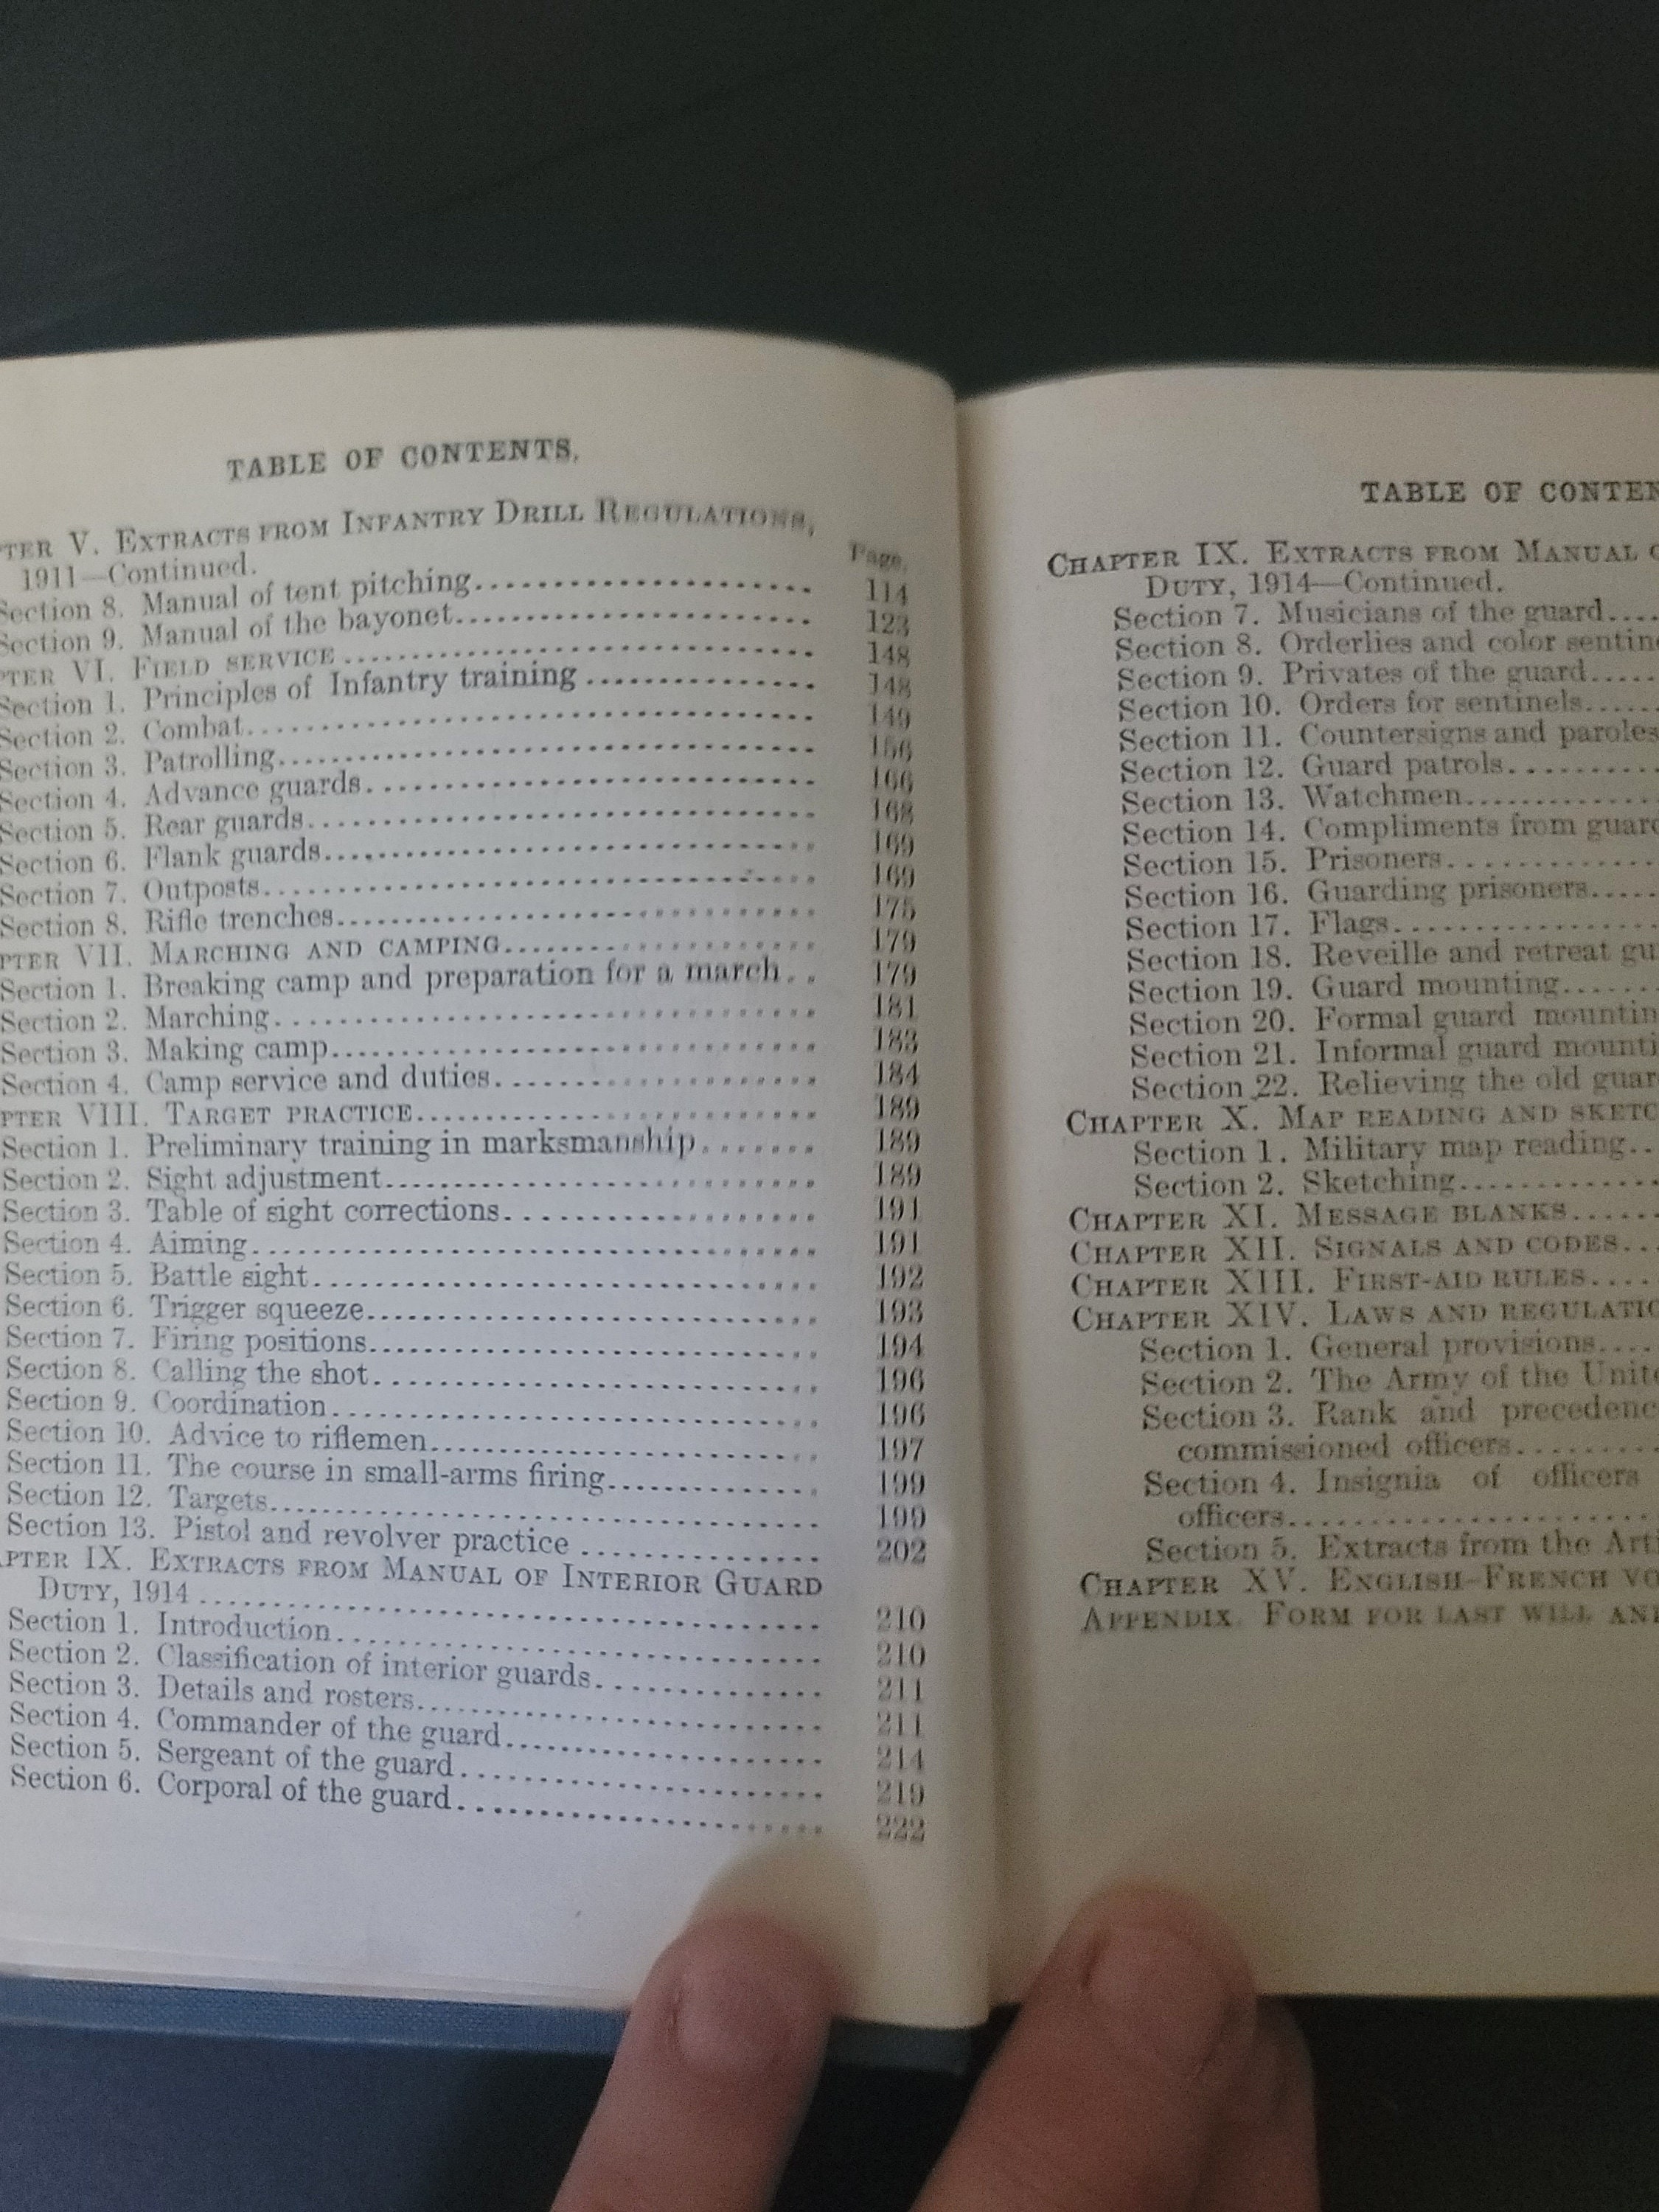 TABLE OF CONTENTS.
TER V. EXTRACTS FROM INFANTRY DRILL REGULATIONS,
1911—Continued.
Page.
Section 8. Manual of tent pitching 114
Section 9. Manual of the bayonet 123
TER VI. FIELD SERVICE 148
Section 1. Principles of Infantry training 148
Section 2. Combat 149
Section 3. Patrolling 156
Section 4. Advance guards 166
Section 5. Rear guards 168
Section 6. Flank guards 169
Section 7. Outposts 169
Section 8. Rifle trenches 175
PTER VII. MARCHING AND CAMPING 179
Section 1. Breaking camp and preparation for a march 179
Section 2. Marching 181
Section 3. Making camp 183
Section 4. Camp service and duties 184
PTER VIII. TARGET PRACTICE 189
Section 1. Preliminary training in marksmanship 189
Section 2. Sight adjustment 189
Section 3. Table of sight corrections 191
Section 4. Aiming 191
Section 5. Battle sight 192
Section 6. Trigger squeeze 193
Section 7. Firing positions 194
Section 8. Calling the shot 196
Section 9. Coordination 196
Section 10. Advice to riflemen 197
Section 11. The course in small-arms firing 199
Section 12. Targets 199
Section 13. Pistol and revolver practice 202
APTER IX. EXTRACTS FROM MANUAL OF INTERIOR GUARD
DUTY, 1914 210
Section 1. Introduction 210
Section 2. Classification of interior guards 211
Section 3. Details and rosters 211
Section 4. Commander of the guard 214
Section 5. Sergeant of the guard 219
Section 6. Corporal of the guard 222
TABLE OF CONTEN
CHAPTER IX. EXTRACTS FROM MANUAL O
DUTY, 1914—Continued.
Section 7. Musicians of the guard
Section 8. Orderlies and color sentin
Section 9. Privates of the guard
Section 10. Orders for sentinels
Section 11. Countersigns and paroles
Section 12. Guard patrols
Section 13. Watchmen
Section 14. Compliments from guard
Section 15. Prisoners
Section 16. Guarding prisoners
Section 17. Flags
Section 18. Reveille and retreat gu
Section 19. Guard mounting
Section 20. Formal guard mountin
Section 21. Informal guard mounti
Section 22. Relieving the old guar
CHAPTER X. MAP READING AND SKETC
Section 1. Military map reading
Section 2. Sketching
CHAPTER XI. MESSAGE BLANKS
CHAPTER XII. SIGNALS AND CODES
CHAPTER XIII. FIRST-AID RULES
CHAPTER XIV. LAWS AND REGULATIO
Section 1. General provisions
Section 2. The Army of the Unite
Section 3. Rank and precedenc
commissioned officers
Section 4. Insignia of officers
officers
Section 5. Extracts from the Arti
CHAPTER XV. ENGLISH-FRENCH VO
APPENDIX. FORM FOR LAST WILL AND